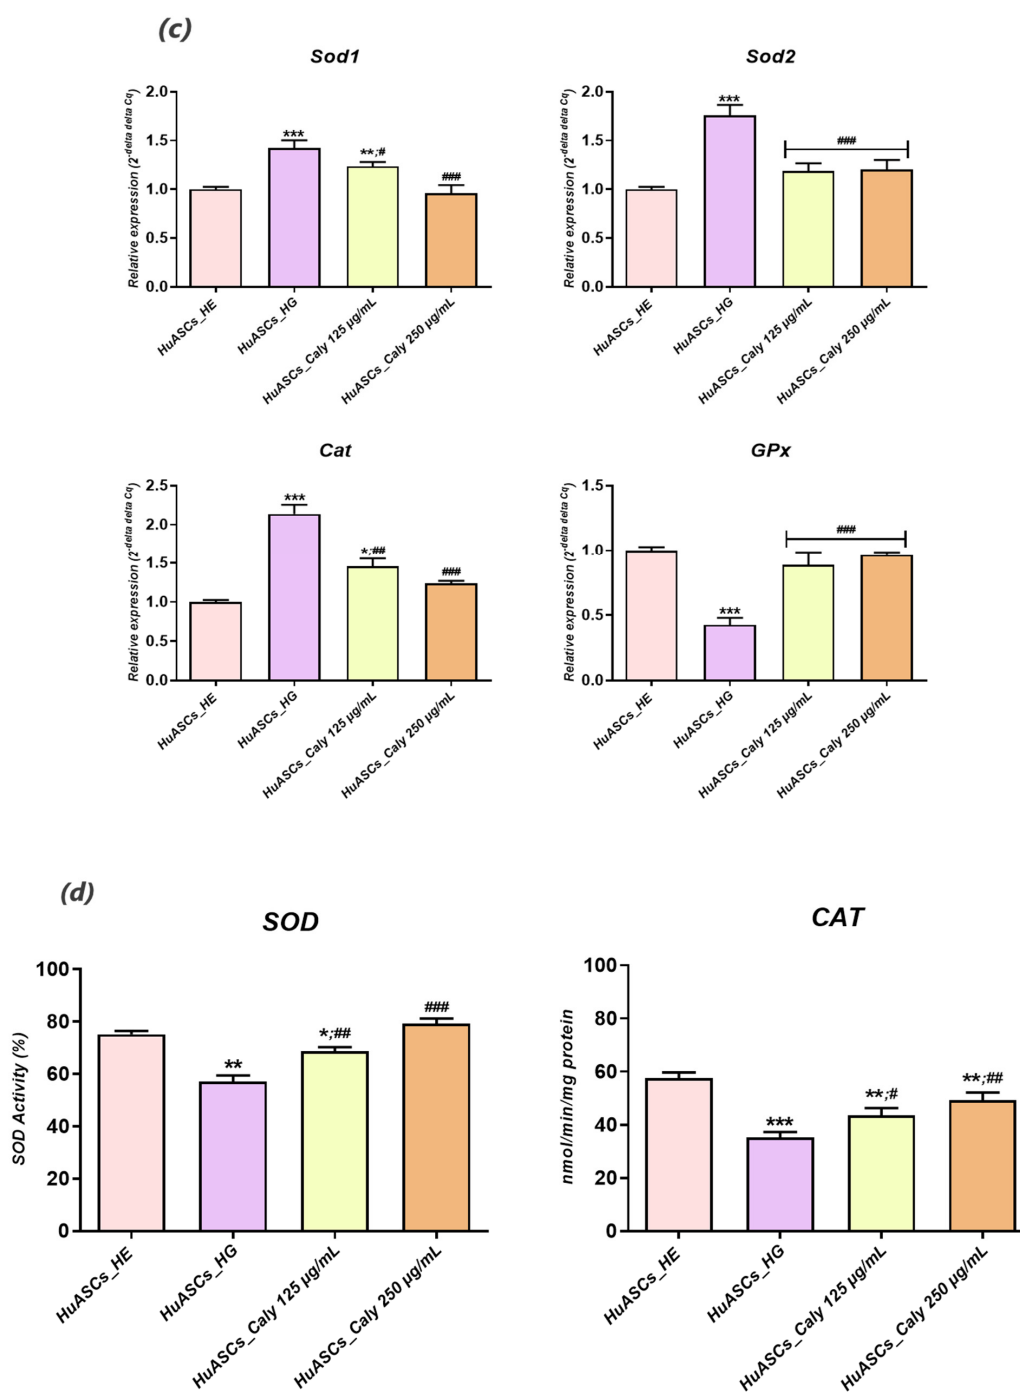 (c)
Sod1
Relative expression (2^-delta delta Cq)
2.0
1.5
1.0
0.5
0.0
***
**;#
###
HuASCs_HE
HuASCs_HG
HuASCs_Caly 125 µg/mL
HuASCs_Caly 250 µg/mL
Sod2
Relative expression (2^-delta delta Cq)
2.0
1.5
1.0
0.5
0.0
***
###
HuASCs_HE
HuASCs_HG
HuASCs_Caly 125 µg/mL
HuASCs_Caly 250 µg/mL
Cat
Relative expression (2^-delta delta Cq)
2.5
2.0
1.5
1.0
0.5
0.0
***
*;##
###
HuASCs_HE
HuASCs_HG
HuASCs_Caly 125 µg/mL
HuASCs_Caly 250 µg/mL
GPx
Relative expression (2^-delta delta Cq)
1.5
1.0
0.5
0.0
***
###
HuASCs_HE
HuASCs_HG
HuASCs_Caly 125 µg/mL
HuASCs_Caly 250 µg/mL
(d)
SOD
SOD Activity (%)
100
80
60
40
20
0
**
*;##
###
HuASCs_HE
HuASCs_HG
HuASCs_Caly 125 µg/mL
HuASCs_Caly 250 µg/mL
CAT
nmol/min/mg protein
100
80
60
40
20
0
***
**;#
**;##
HuASCs_HE
HuASCs_HG
HuASCs_Caly 125 µg/mL
HuASCs_Caly 250 µg/mL